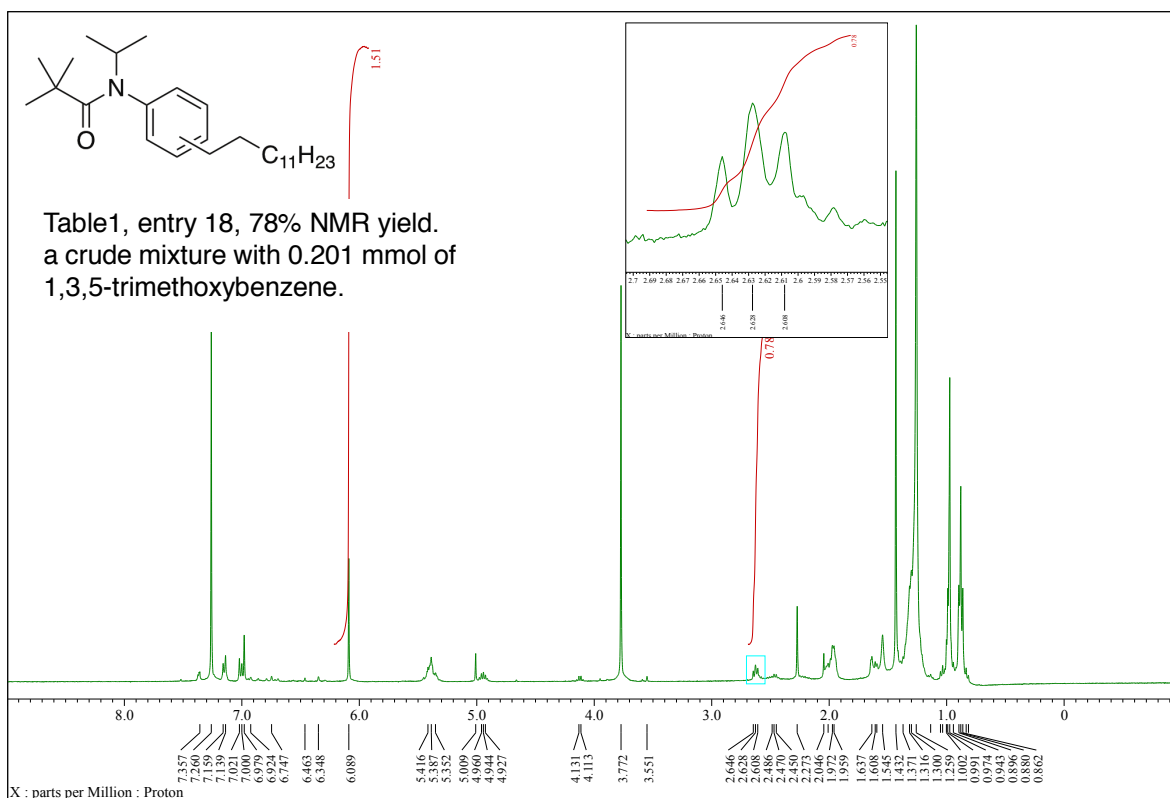 N
O
C11H23
Table1, entry 18, 78% NMR yield.
a crude mixture with 0.201 mmol of
1,3,5-trimethoxybenzene.
1.51
0.78
2.7 2.69 2.68 2.67 2.66 2.65 2.64 2.63 2.62 2.61 2.6 2.59 2.58 2.57 2.56 2.55
2.646 2.628 2.608
X : parts per Million : Proton
0.78
8.0 7.0 6.0 5.0 4.0 3.0 2.0 1.0 0
7.357 7.260 7.159 7.139 7.021 7.000 6.979 6.924 6.747 6.463 6.348 6.089 5.416 5.387 5.352 5.009 4.960 4.944 4.927 4.131 4.113 3.772 3.551 2.646 2.628 2.608 2.486 2.470 2.450 2.273 2.046 1.972 1.959 1.637 1.608 1.545 1.432 1.371 1.316 1.300 1.259 1.002 0.991 0.974 0.943 0.896 0.880 0.862
X : parts per Million : Proton